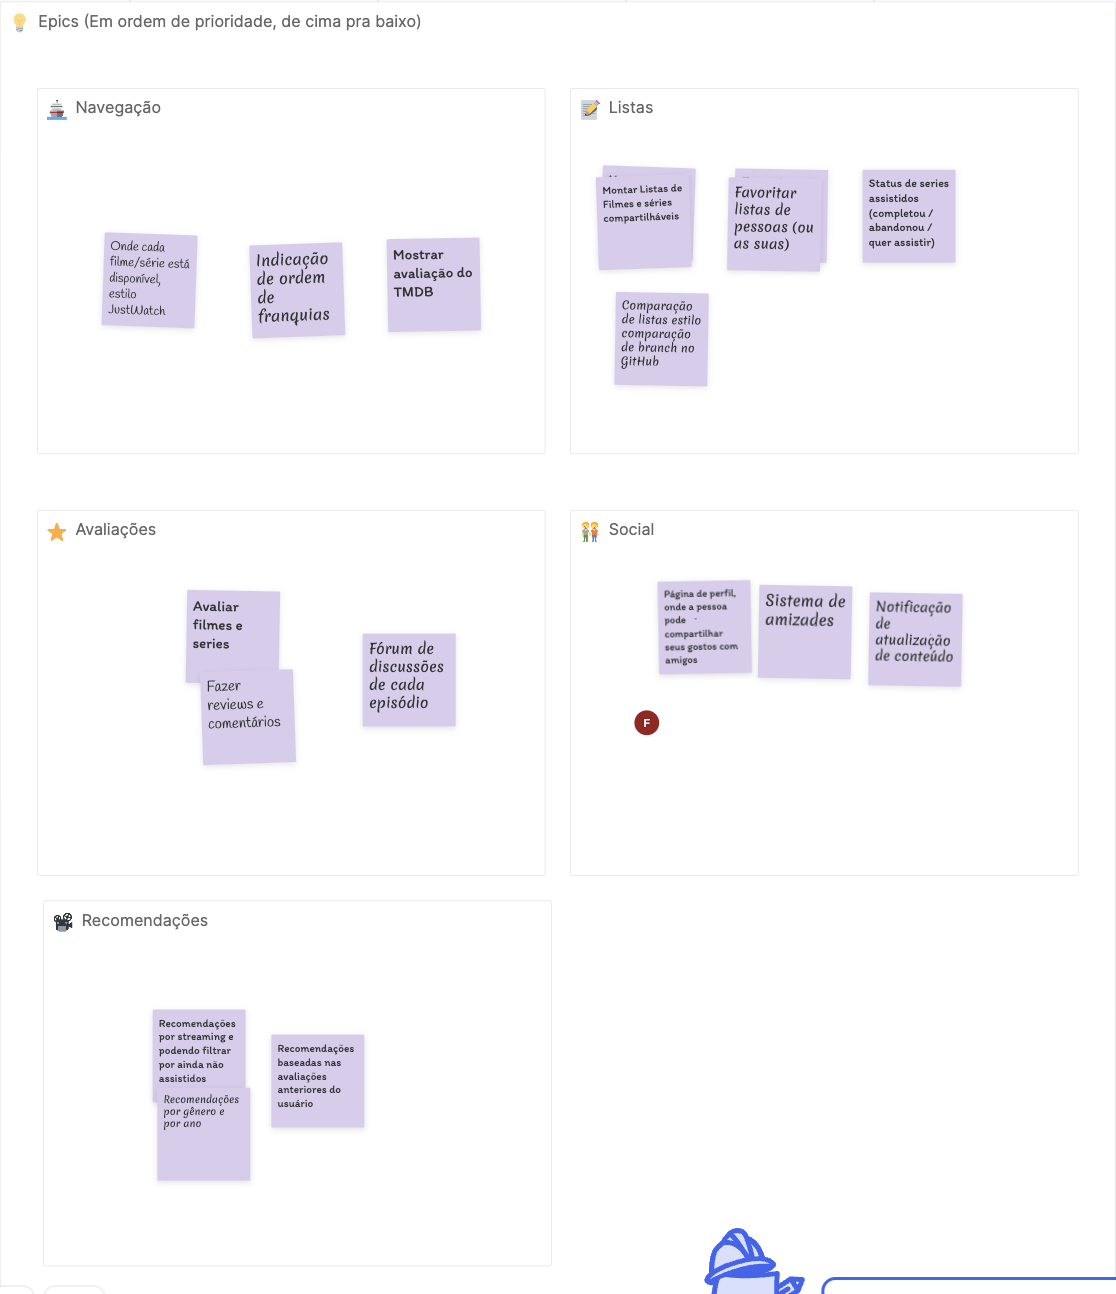 Epics (Em ordem de prioridade, de cima pra baixo)
Navegação
Onde cada
filme/série está
disponível,
estilo
JustWatch
Indicação
de ordem
de
franquias
Mostrar
avaliação do
TMDB
Listas
Montar Listas de
Filmes e séries
compartilháveis
Favoritar
listas de
pessoas (ou
as suas)
Status de series
assistidos
(completou /
abandonou /
quer assistir)
Comparação
de listas estilo
comparação
de branch no
GitHub
Avaliações
Avaliar
filmes e
series
Fazer
reviews e
comentários
Fórum de
discussões
de cada
episódio
Social
Página de perfil,
onde a pessoa
pode
compartilhar
seus gostos com
amigos
Sistema de
amizades
Notificação
de
atualização
de conteúdo
F
Recomendações
Recomendações
por streaming e
podendo filtrar
por ainda não
assistidos
Recomendações
por gênero e
por ano
Recomendações
baseadas nas
avaliações
anteriores do
usuário